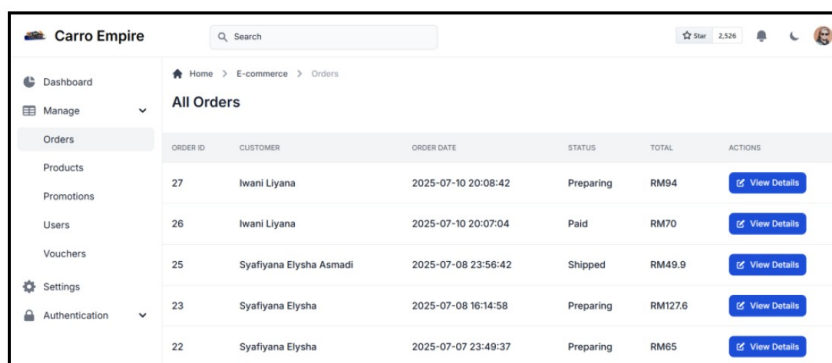 Carro Empire
Search
Star 2,526
Dashboard
Manage
Orders
Products
Promotions
Users
Vouchers
Settings
Authentication
Home > E-commerce > Orders
All Orders
ORDER ID CUSTOMER ORDER DATE STATUS TOTAL ACTIONS
27 Iwani Liyana 2025-07-10 20:08:42 Preparing RM94 View Details
26 Iwani Liyana 2025-07-10 20:07:04 Paid RM70 View Details
25 Syafiyana Elysha Asmadi 2025-07-08 23:56:42 Shipped RM49.9 View Details
23 Syafiyana Elysha 2025-07-08 16:14:58 Preparing RM127.6 View Details
22 Syafiyana Elysha 2025-07-07 23:49:37 Preparing RM65 View Details